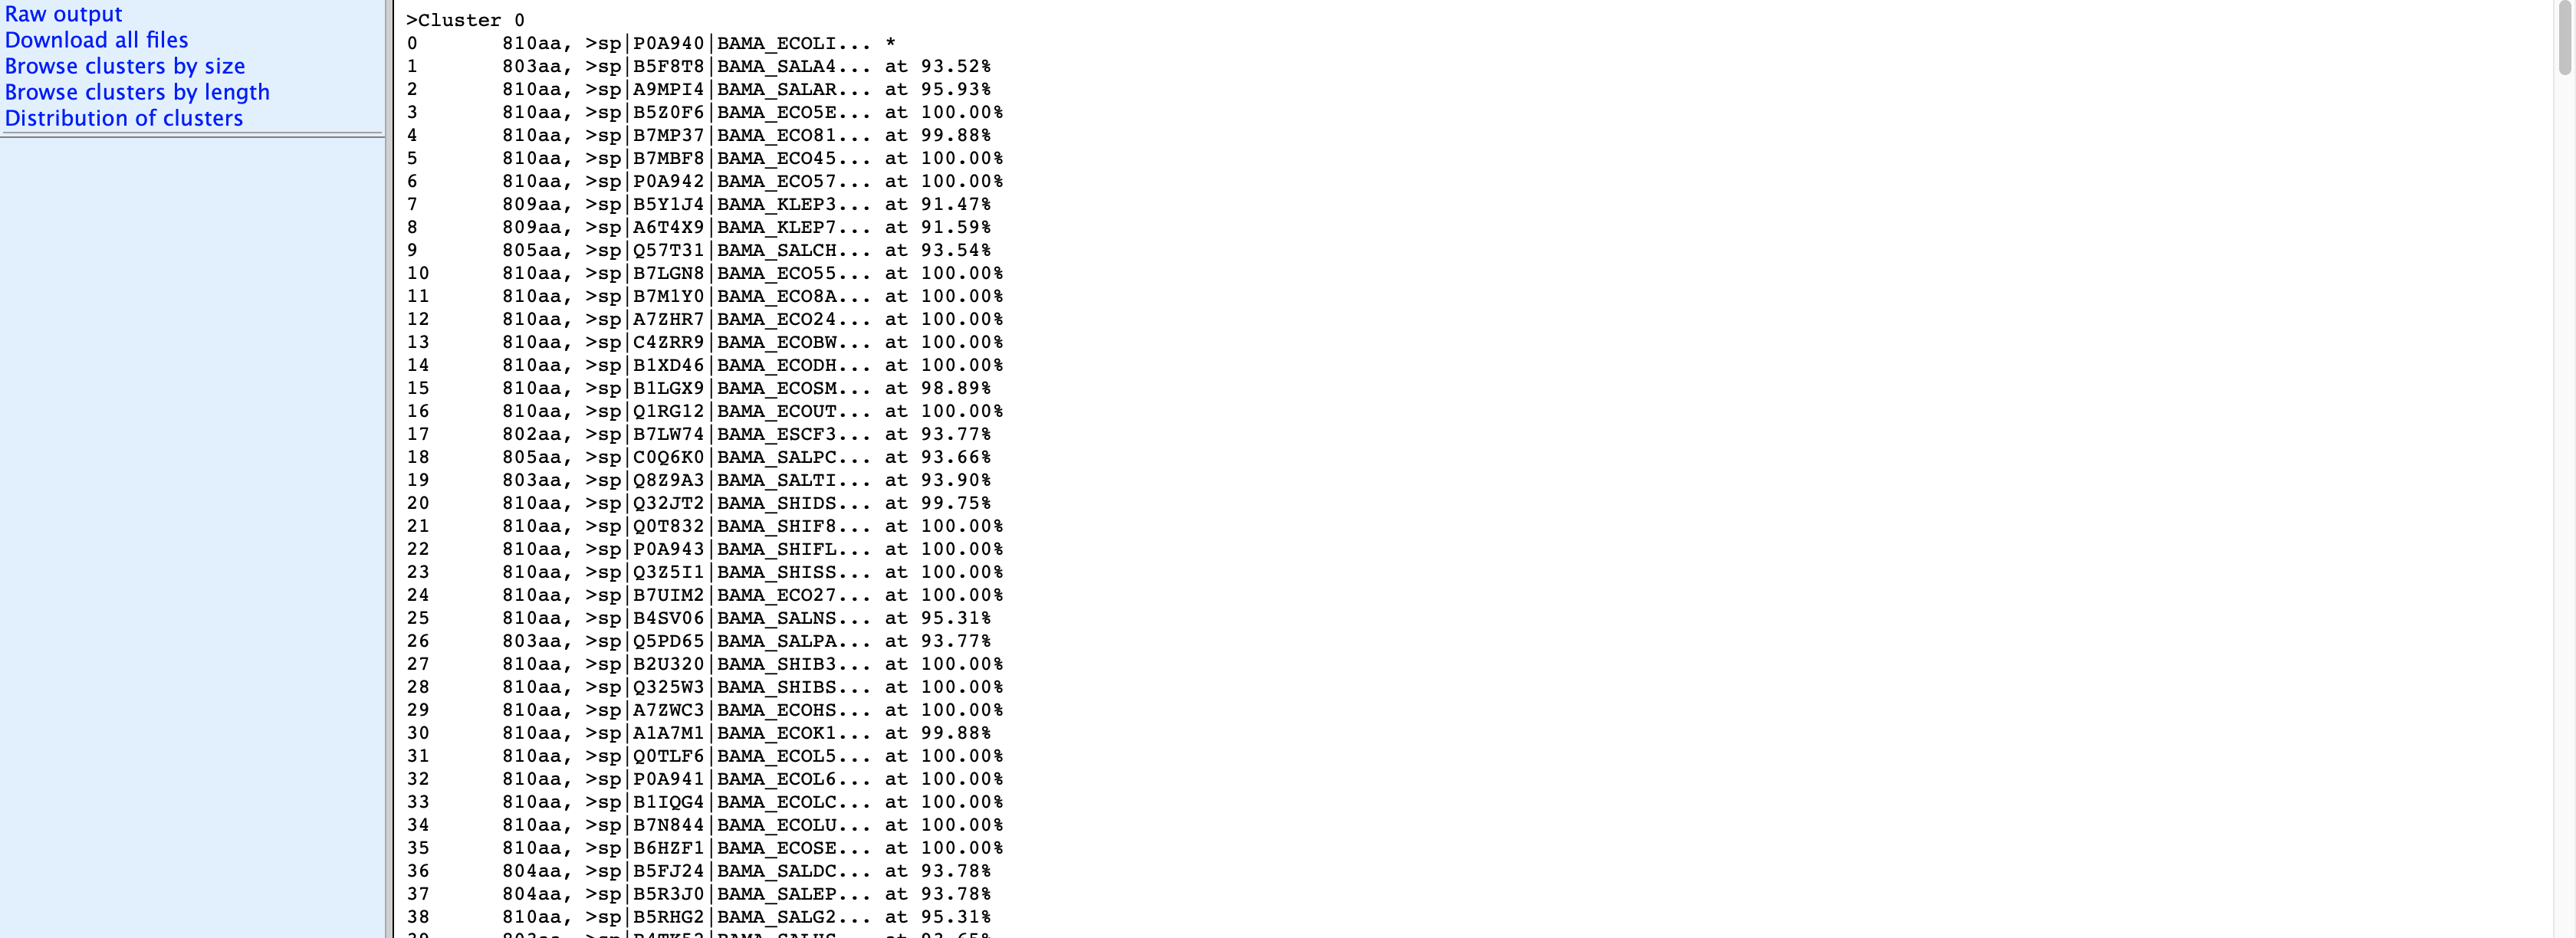 Raw output
Download all files
Browse clusters by size
Browse clusters by length
Distribution of clusters
>Cluster 0
0 810aa, >sp|P0A940|BAMA_ECOLI... *
1 803aa, >sp|B5F8T8|BAMA_SALA4... at 93.52%
2 810aa, >sp|A9MPI4|BAMA_SALAR... at 95.93%
3 810aa, >sp|B5Z0F6|BAMA_ECO5E... at 100.00%
4 810aa, >sp|B7MP37|BAMA_ECO81... at 99.88%
5 810aa, >sp|B7MBF8|BAMA_ECO45... at 100.00%
6 810aa, >sp|P0A942|BAMA_ECO57... at 100.00%
7 809aa, >sp|B5Y1J4|BAMA_KLEP3... at 91.47%
8 809aa, >sp|A6T4X9|BAMA_KLEP7... at 91.59%
9 805aa, >sp|Q57T31|BAMA_SALCH... at 93.54%
10 810aa, >sp|B7LGN8|BAMA_ECO55... at 100.00%
11 810aa, >sp|B7M1Y0|BAMA_ECO8A... at 100.00%
12 810aa, >sp|A7ZHR7|BAMA_ECO24... at 100.00%
13 810aa, >sp|C4ZRR9|BAMA_ECOBW... at 100.00%
14 810aa, >sp|B1XD46|BAMA_ECODH... at 100.00%
15 810aa, >sp|B1LGX9|BAMA_ECOSM... at 98.89%
16 810aa, >sp|Q1RG12|BAMA_ECOUT... at 100.00%
17 802aa, >sp|B7LW74|BAMA_ESCF3... at 93.77%
18 805aa, >sp|C0Q6K0|BAMA_SALPC... at 93.66%
19 803aa, >sp|Q8Z9A3|BAMA_SALTI... at 93.90%
20 810aa, >sp|Q32JT2|BAMA_SHIDS... at 99.75%
21 810aa, >sp|Q0T832|BAMA_SHIF8... at 100.00%
22 810aa, >sp|P0A943|BAMA_SHIFL... at 100.00%
23 810aa, >sp|Q3Z5I1|BAMA_SHISS... at 100.00%
24 810aa, >sp|B7UIM2|BAMA_ECO27... at 100.00%
25 810aa, >sp|B4SV06|BAMA_SALNS... at 95.31%
26 803aa, >sp|Q5PD65|BAMA_SALPA... at 93.77%
27 810aa, >sp|B2U320|BAMA_SHIB3... at 100.00%
28 810aa, >sp|Q325W3|BAMA_SHIBS... at 100.00%
29 810aa, >sp|A7ZWC3|BAMA_ECOHS... at 100.00%
30 810aa, >sp|A1A7M1|BAMA_ECOK1... at 99.88%
31 810aa, >sp|Q0TLF6|BAMA_ECOL5... at 100.00%
32 810aa, >sp|P0A941|BAMA_ECOL6... at 100.00%
33 810aa, >sp|B1IQG4|BAMA_ECOLC... at 100.00%
34 810aa, >sp|B7N844|BAMA_ECOLU... at 100.00%
35 810aa, >sp|B6HZF1|BAMA_ECOSE... at 100.00%
36 804aa, >sp|B5FJ24|BAMA_SALDC... at 93.78%
37 804aa, >sp|B5R3J0|BAMA_SALEP... at 93.78%
38 810aa, >sp|B5RHG2|BAMA_SALG2... at 95.31%